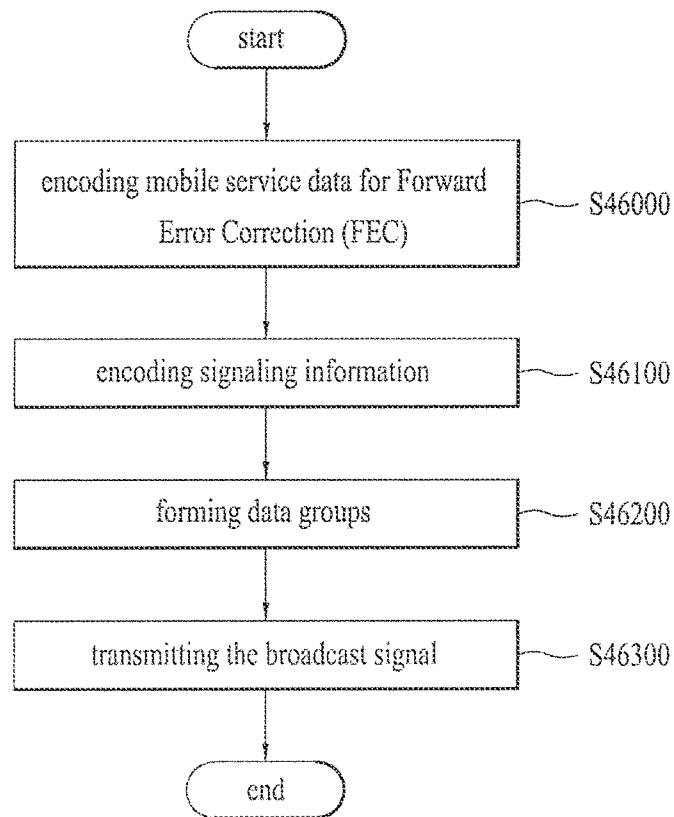 start
encoding mobile service data for Forward
Error Correction (FEC)
S46000
encoding signaling information
S46100
forming data groups
S46200
transmitting the broadcast signal
S46300
end